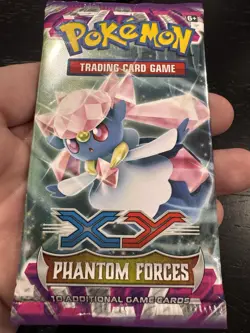 POKÉMON
TRADING CARD GAME
6+
XY
PHANTOM FORCES
10 ADDITIONAL GAME CARDS